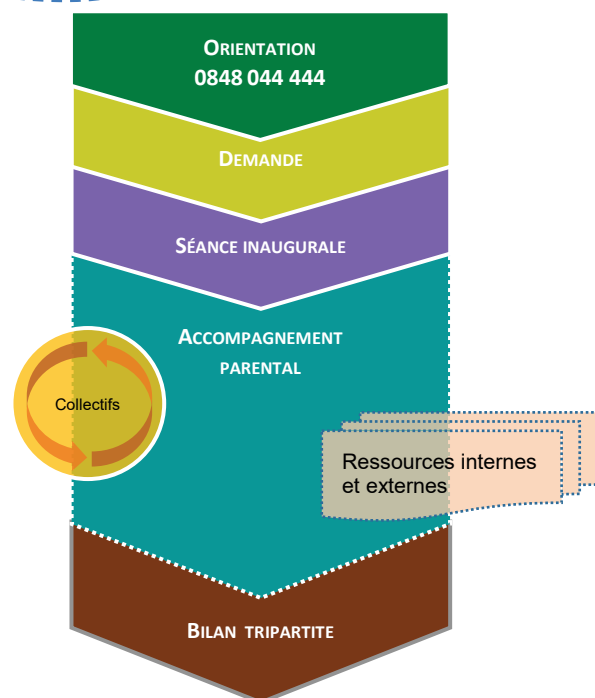 ORIENTATION
0848 044 444
DEMANDE
SÉANCE INAUGURALE
ACCOMPAGNEMENT
PARENTAL
Collectifs
Ressources internes
et externes
BILAN TRIPARTITE